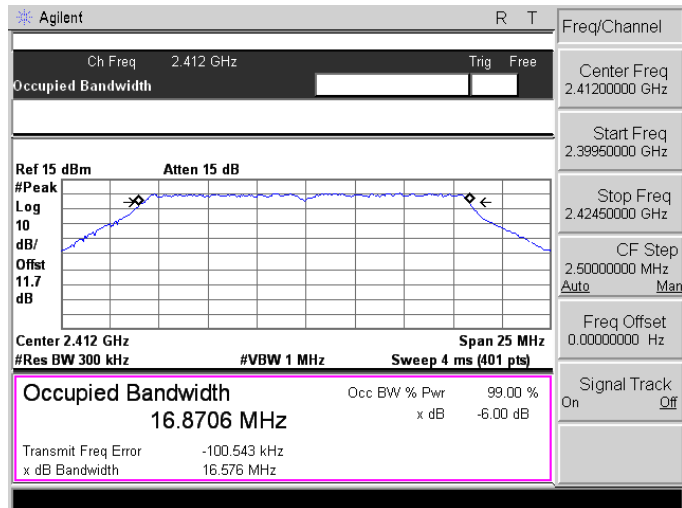 Agilent R T
Freq/Channel
Ch Freq 2.412 GHz Trig Free
Occupied Bandwidth
Center Freq
2.41200000 GHz
Start Freq
2.39950000 GHz
Stop Freq
2.42450000 GHz
CF Step
2.50000000 MHz
Auto Man
Freq Offset
0.00000000 Hz
Signal Track
On Off
Ref 15 dBm Atten 15 dB
#Peak
Log
10
dB/
Offst
11.7
dB
Center 2.412 GHz Span 25 MHz
#Res BW 300 kHz #VBW 1 MHz Sweep 4 ms (401 pts)
Occupied Bandwidth Occ BW % Pwr 99.00 %
16.8706 MHz x dB -6.00 dB
Transmit Freq Error -100.543 kHz
x dB Bandwidth 16.576 MHz